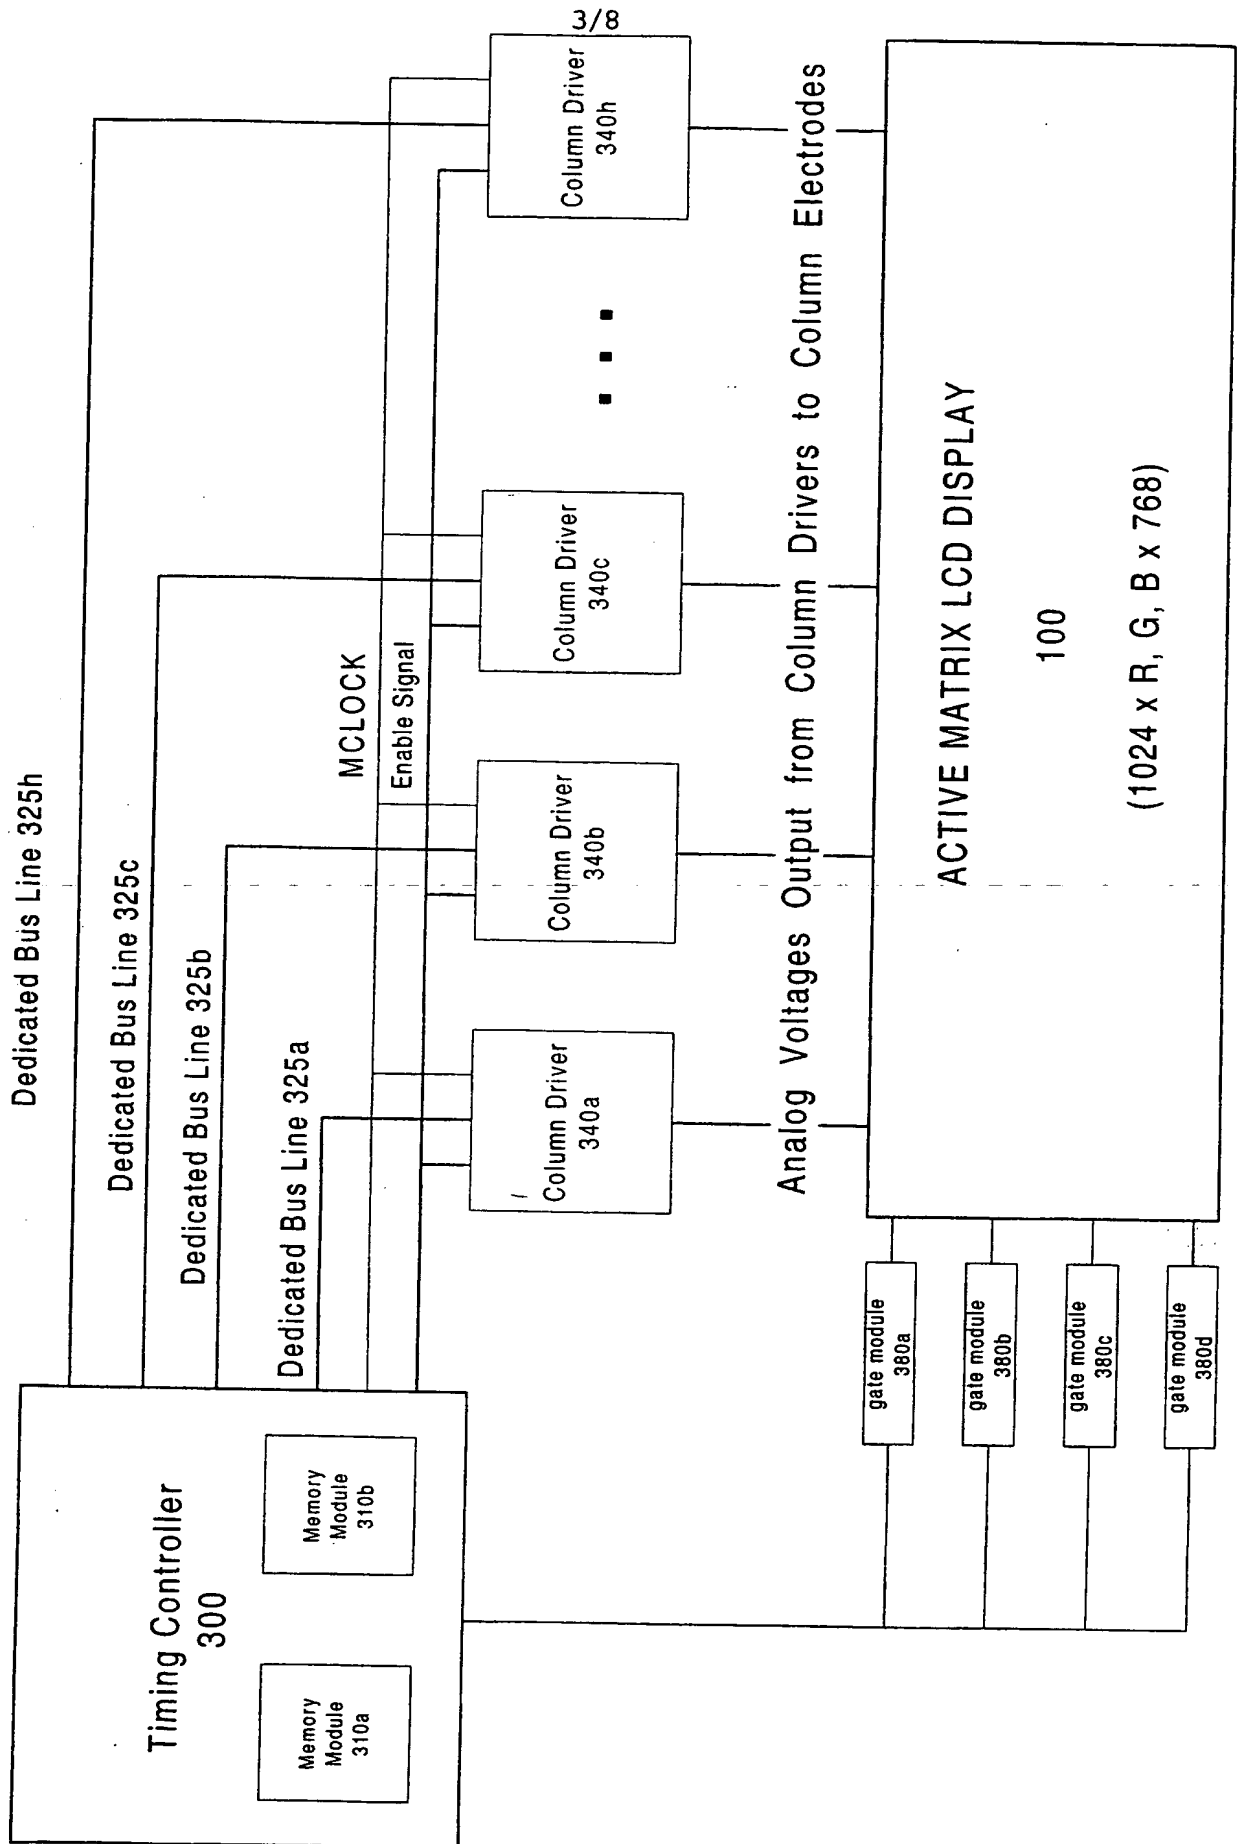 3/8
Dedicated Bus Line 325h
Dedicated Bus Line 325c
Dedicated Bus Line 325b
Dedicated Bus Line 325a
MCLOCK
Enable Signal
Timing Controller
300
Memory
Module
310a
Memory
Module
310b
Column Driver
340a
Column Driver
340b
Column Driver
340c
Column Driver
340h
Analog Voltages Output from Column Drivers to Column Electrodes
gate module
380a
gate module
380b
gate module
380c
gate module
380d
ACTIVE MATRIX LCD DISPLAY
100
(1024 x R, G, B x 768)